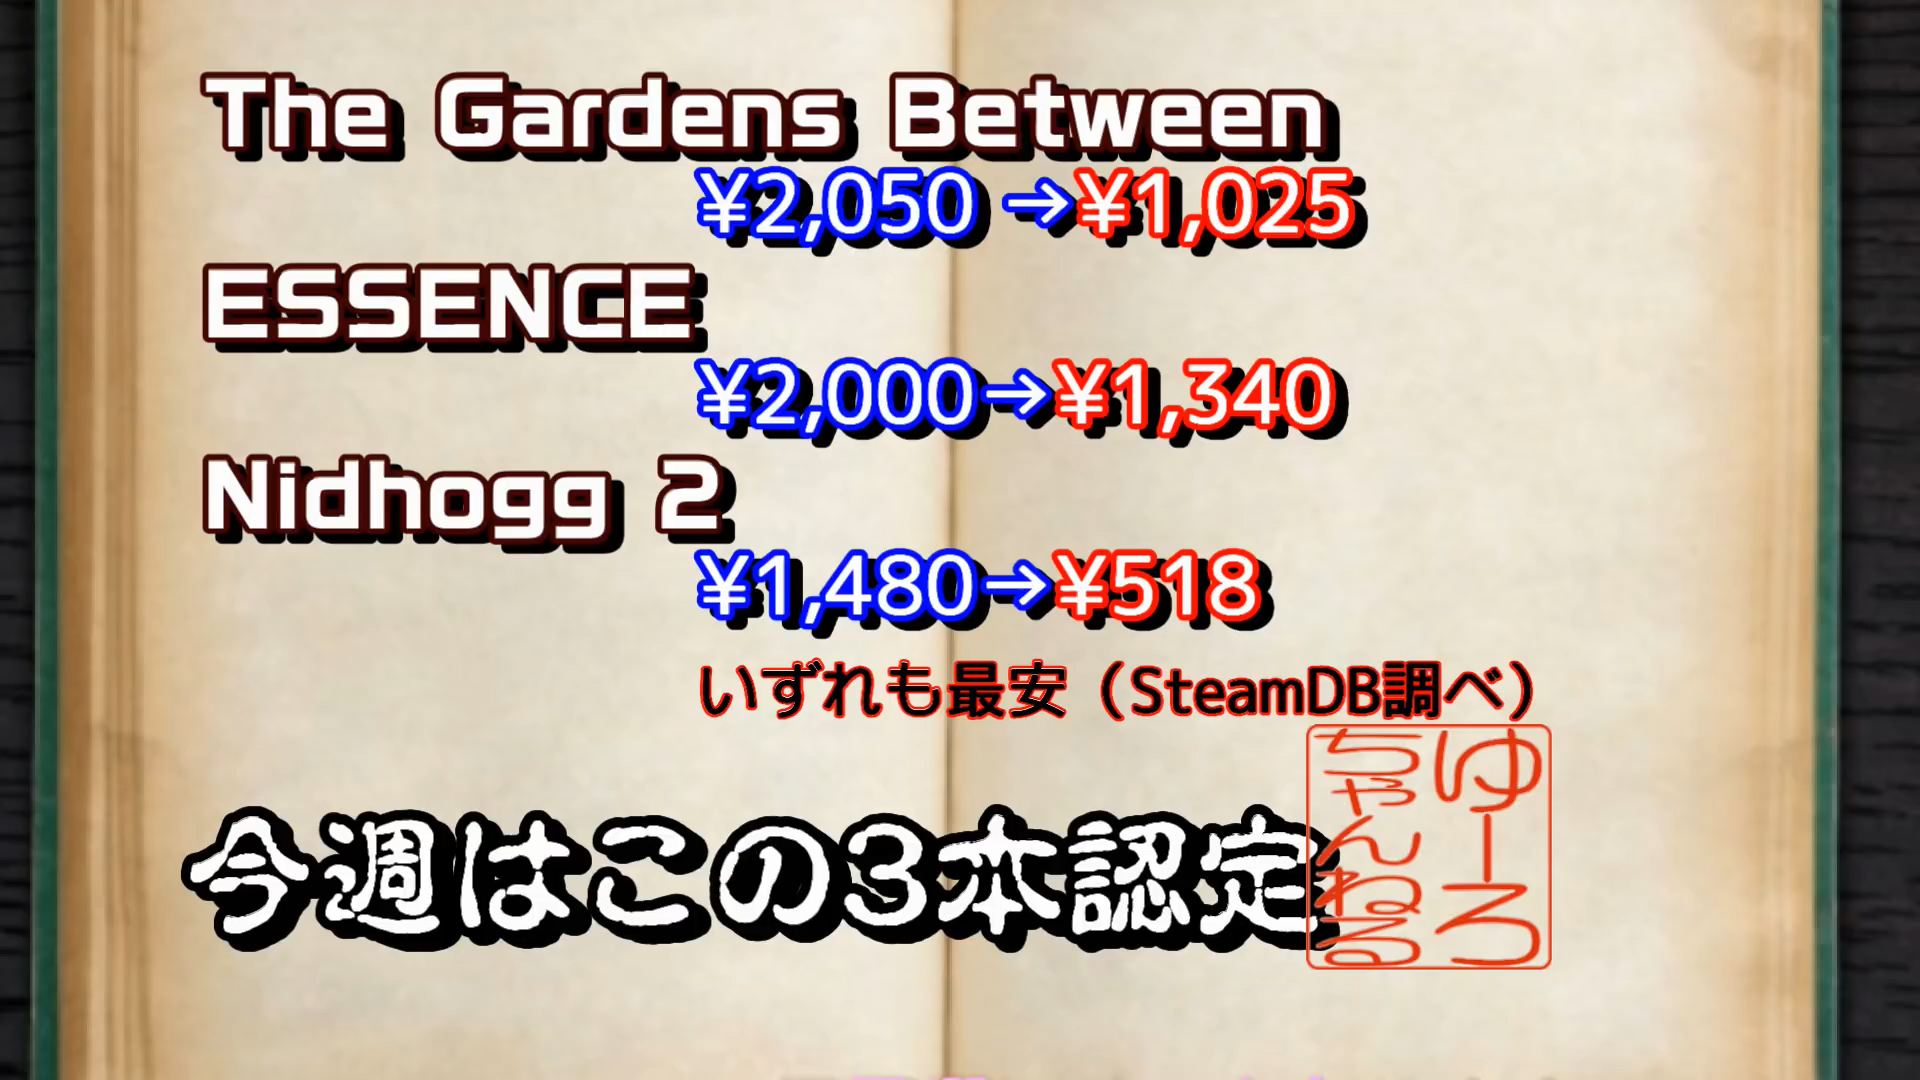 The Gardens Between
¥2,050 →¥1,025
ESSENCE
¥2,000→¥1,340
Nidhogg 2
¥1,480→¥518
いずれも最安（SteamDB調べ）
今週はこの3本認定
ゆーろ
ちゃんねる